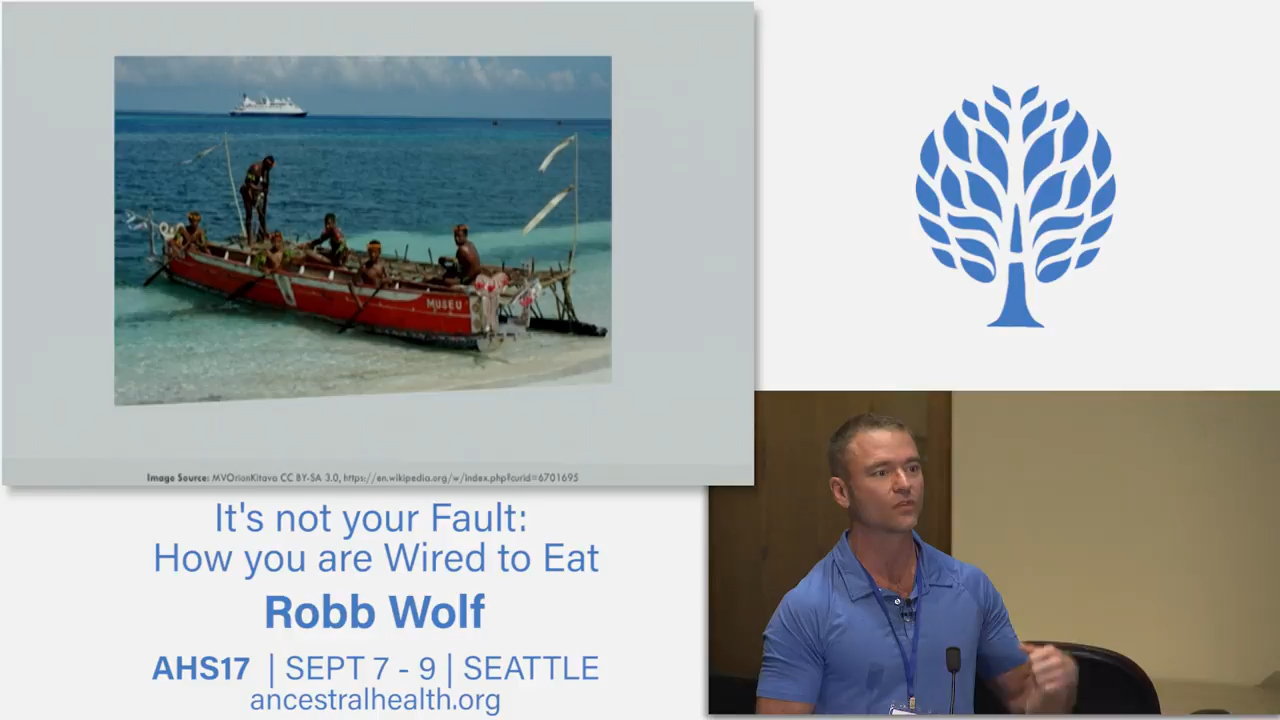 MUSEU
Image Source: MVOrionKitava CC BY-SA 3.0, https://en.wikipedia.org/w/index.php?curid=6701695
It's not your Fault:
How you are Wired to Eat
Robb Wolf
AHS17 | SEPT 7 - 9 | SEATTLE
ancestralhealth.org